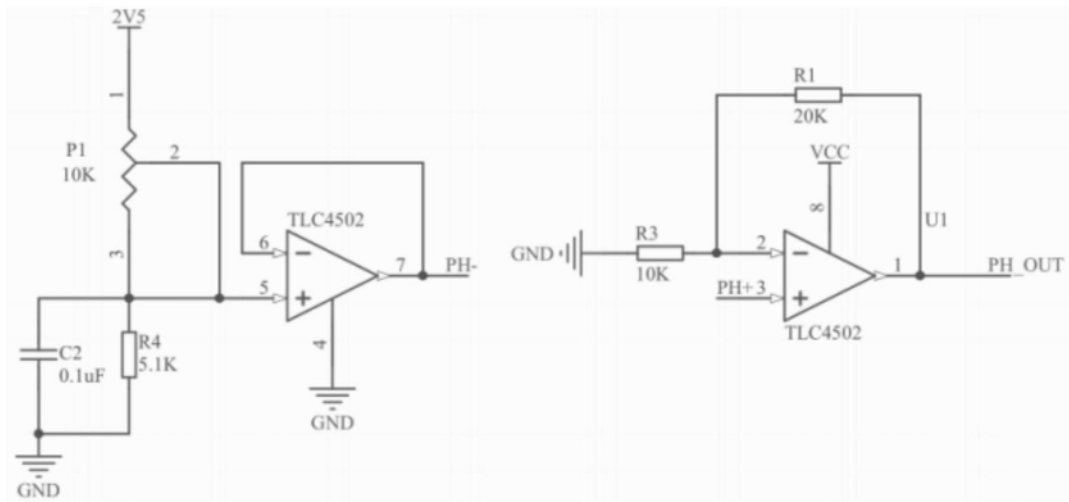 2V5
1
P1
10K
2
3
TLC4502
6
5
7
PH-
4
GND
C2
0.1uF
R4
5.1K
GND
R1
20K
VCC
8
U1
GND
R3
10K
2
PH+ 3
1
PH_OUT
TLC4502